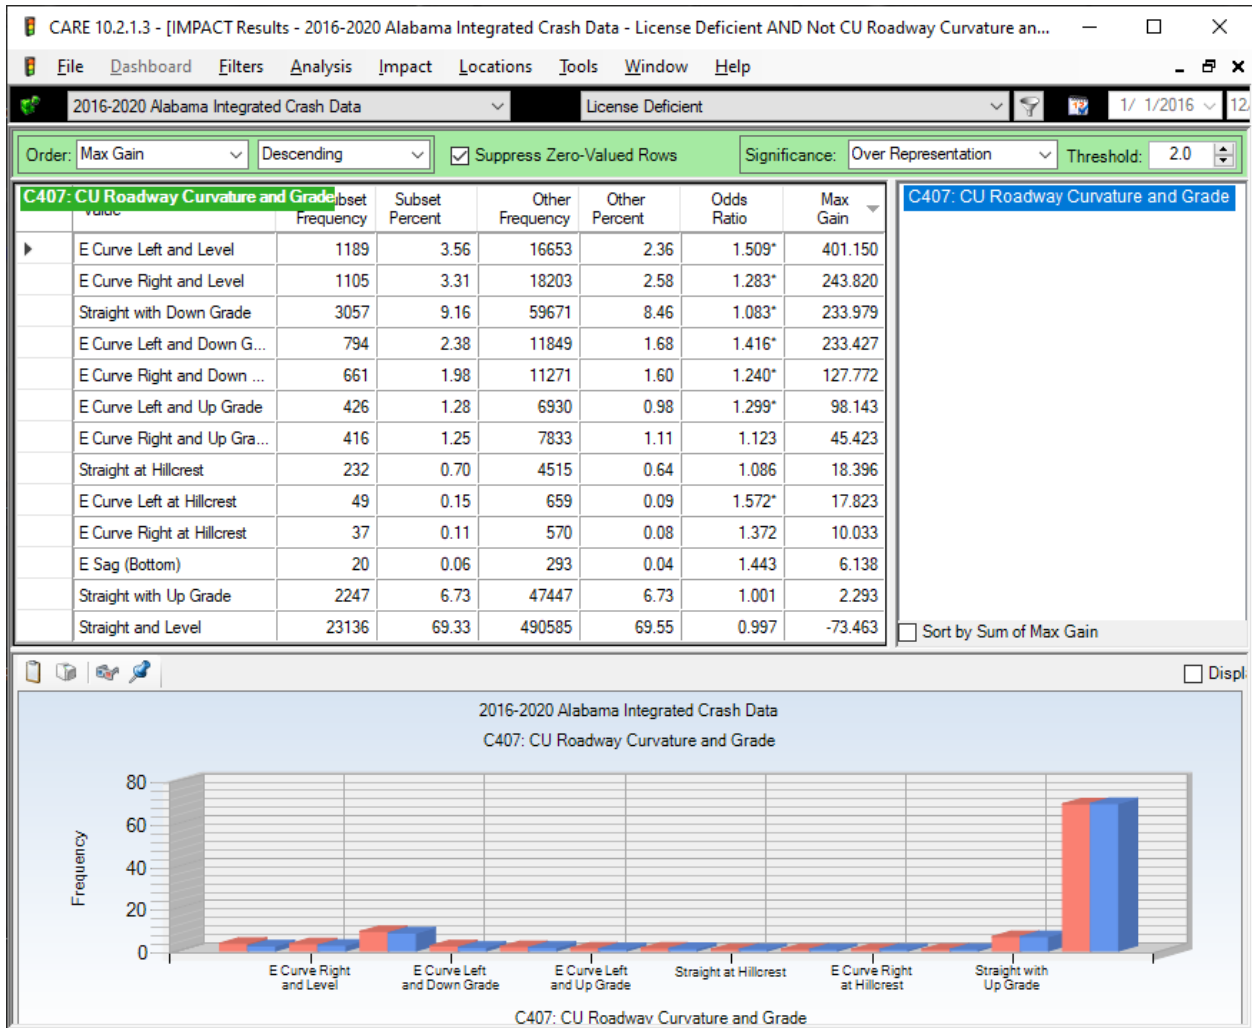 CARE 10.2.1.3 - [IMPACT Results - 2016-2020 Alabama Integrated Crash Data - License Deficient AND Not CU Roadway Curvature an...
File Dashboard Filters Analysis Impact Locations Tools Window Help
2016-2020 Alabama Integrated Crash Data License Deficient 1/ 1/2016 12/
Order: Max Gain Descending Suppress Zero-Valued Rows Significance: Over Representation Threshold: 2.0
C407: CU Roadway Curvature and Grade Subset Frequency Subset Percent Other Frequency Other Percent Odds Ratio Max Gain C407: CU Roadway Curvature and Grade
E Curve Left and Level 1189 3.56 16653 2.36 1.509* 401.150
E Curve Right and Level 1105 3.31 18203 2.58 1.283* 243.820
Straight with Down Grade 3057 9.16 59671 8.46 1.083* 233.979
E Curve Left and Down G... 794 2.38 11849 1.68 1.416* 233.427
E Curve Right and Down ... 661 1.98 11271 1.60 1.240* 127.772
E Curve Left and Up Grade 426 1.28 6930 0.98 1.299* 98.143
E Curve Right and Up Gra... 416 1.25 7833 1.11 1.123 45.423
Straight at Hillcrest 232 0.70 4515 0.64 1.086 18.396
E Curve Left at Hillcrest 49 0.15 659 0.09 1.572* 17.823
E Curve Right at Hillcrest 37 0.11 570 0.08 1.372 10.033
E Sag (Bottom) 20 0.06 293 0.04 1.443 6.138
Straight with Up Grade 2247 6.73 47447 6.73 1.001 2.293
Straight and Level 23136 69.33 490585 69.55 0.997 -73.463
Sort by Sum of Max Gain
Displ
2016-2020 Alabama Integrated Crash Data
C407: CU Roadway Curvature and Grade
80
60
40
20
0
Frequency
E Curve Right and Level
E Curve Left and Down Grade
E Curve Left and Up Grade
Straight at Hillcrest
E Curve Right at Hillcrest
Straight with Up Grade
C407: CU Roadway Curvature and Grade